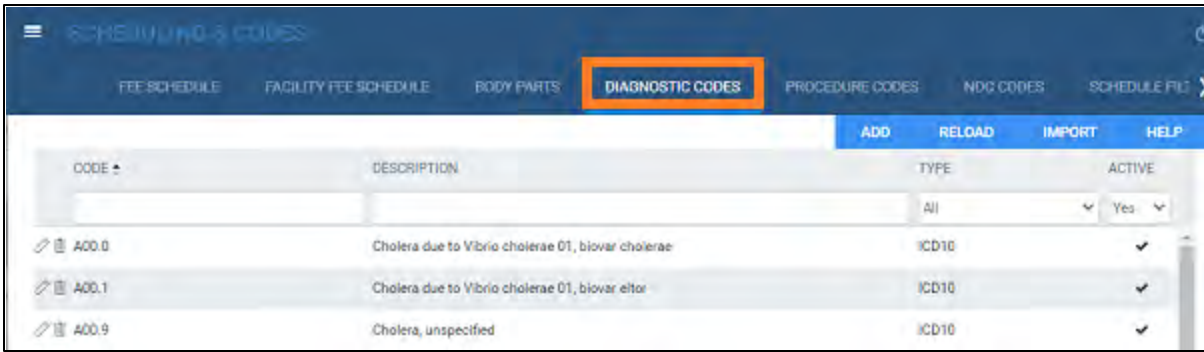 SCHEDULING & CODES
FEE SCHEDULE FACILITY FEE SCHEDULE BODY PARTS DIAGNOSTIC CODES PROCEDURE CODES NDC CODES SCHEDULE
ADD RELOAD IMPORT HELP
CODE DESCRIPTION TYPE ACTIVE
All Yes
A00.0 Cholera due to Vibrio cholerae 01, biovar cholerae ICD10
A00.1 Cholera due to Vibrio cholerae 01, biovar eltor ICD10
A00.9 Cholera, unspecified ICD10